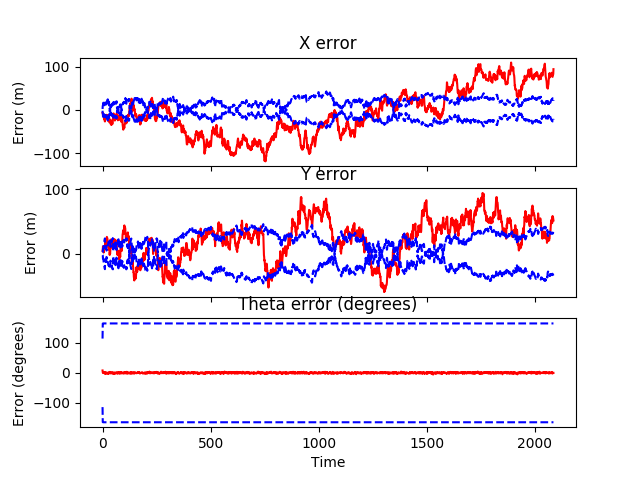 X error
100
0
−100
Error (m)
Y error
100
0
Error (m)
Theta error (degrees)
100
0
−100
Error (degrees)
0 500 1000 1500 2000
Time